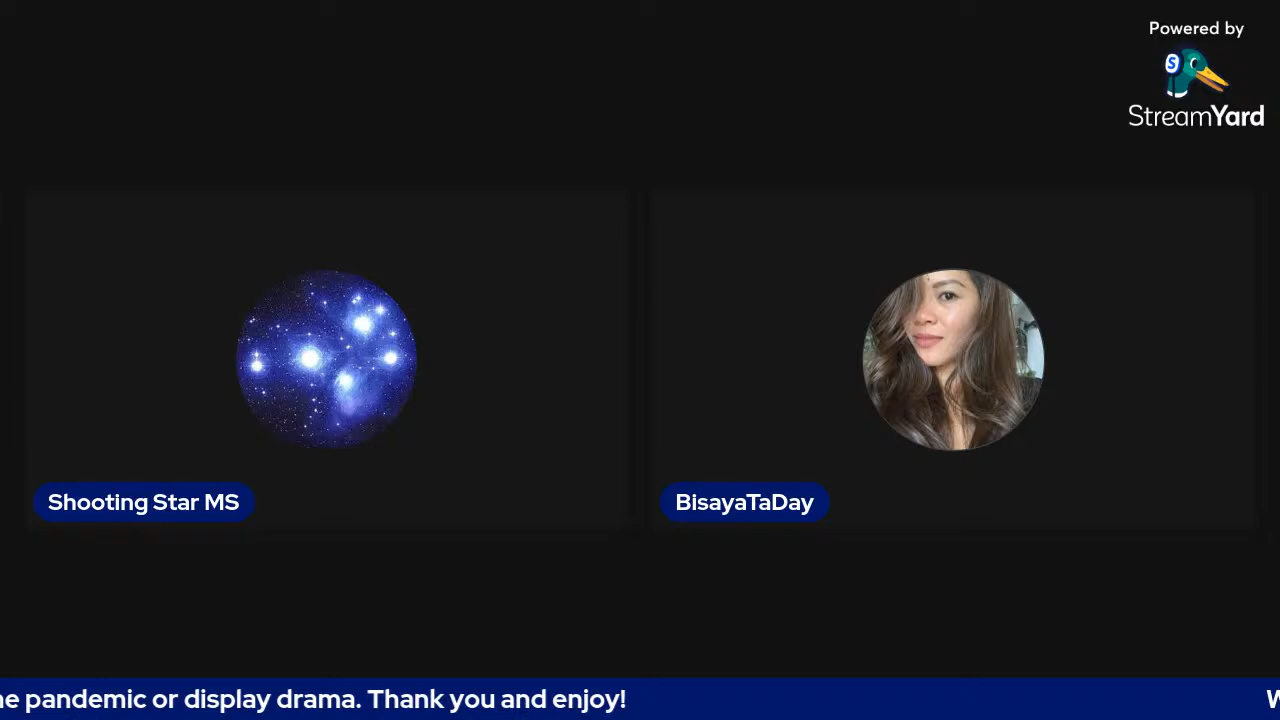 Powered by
S
StreamYard
Shooting Star MS
BisayaTaDay
pandemic or display drama. Thank you and enjoy!